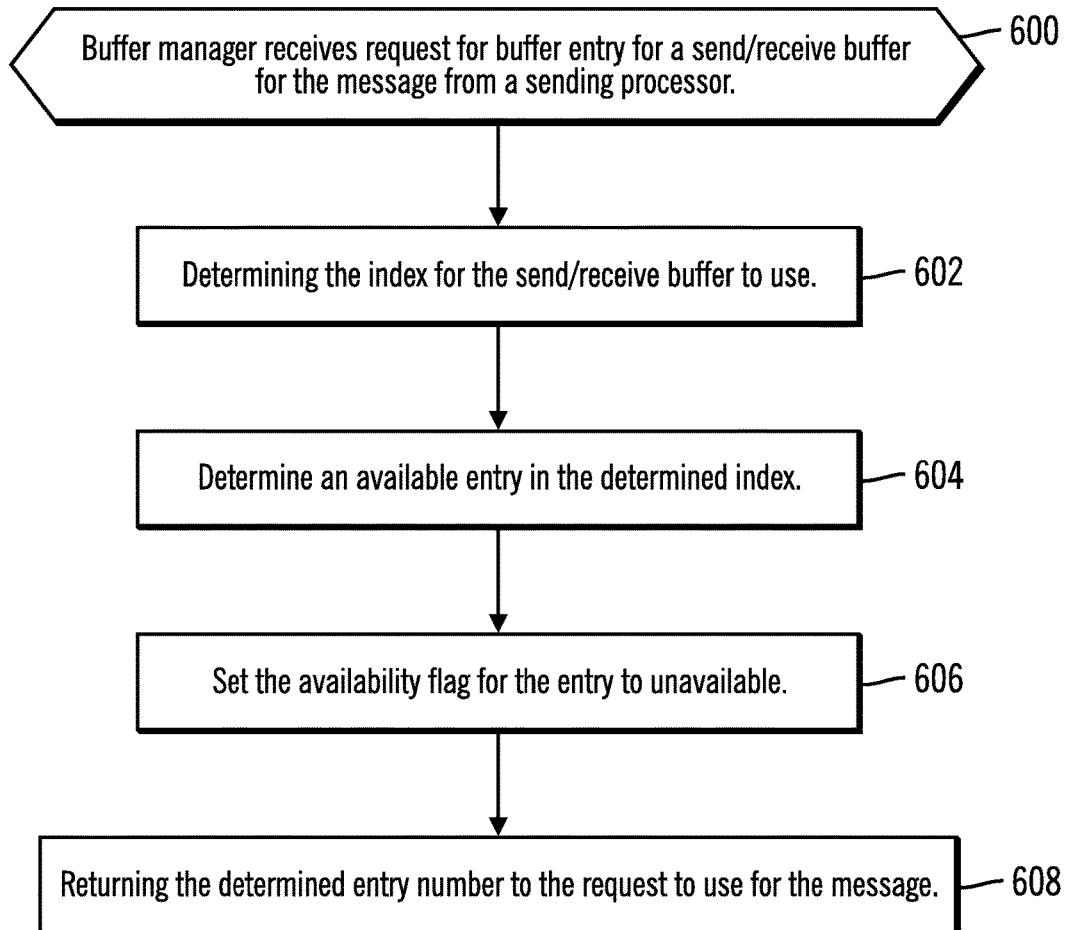 Buffer manager receives request for buffer entry for a send/receive buffer
for the message from a sending processor.
600
Determining the index for the send/receive buffer to use.
602
Determine an available entry in the determined index.
604
Set the availability flag for the entry to unavailable.
606
Returning the determined entry number to the request to use for the message.
608